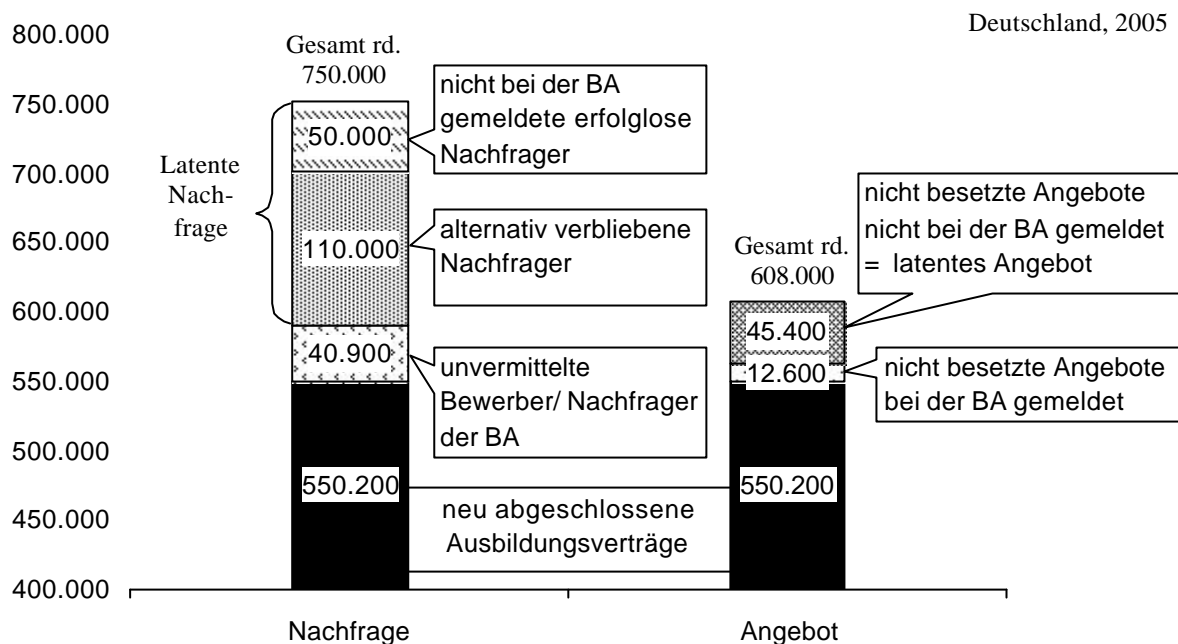 Deutschland, 2005
800.000
750.000
700.000
650.000
600.000
550.000
500.000
450.000
400.000
Gesamt rd.
750.000
Latente
Nach-
frage
50.000
110.000
40.900
550.200
nicht bei der BA
gemeldete erfolglose
Nachfrager
alternativ verbliebene
Nachfrager
unvermittelte
Bewerber/ Nachfrager
der BA
neu abgeschlossene
Ausbildungsverträge
Gesamt rd.
608.000
45.400
12.600
550.200
nicht besetzte Angebote
nicht bei der BA gemeldet
= latentes Angebot
nicht besetzte Angebote
bei der BA gemeldet
Nachfrage
Angebot